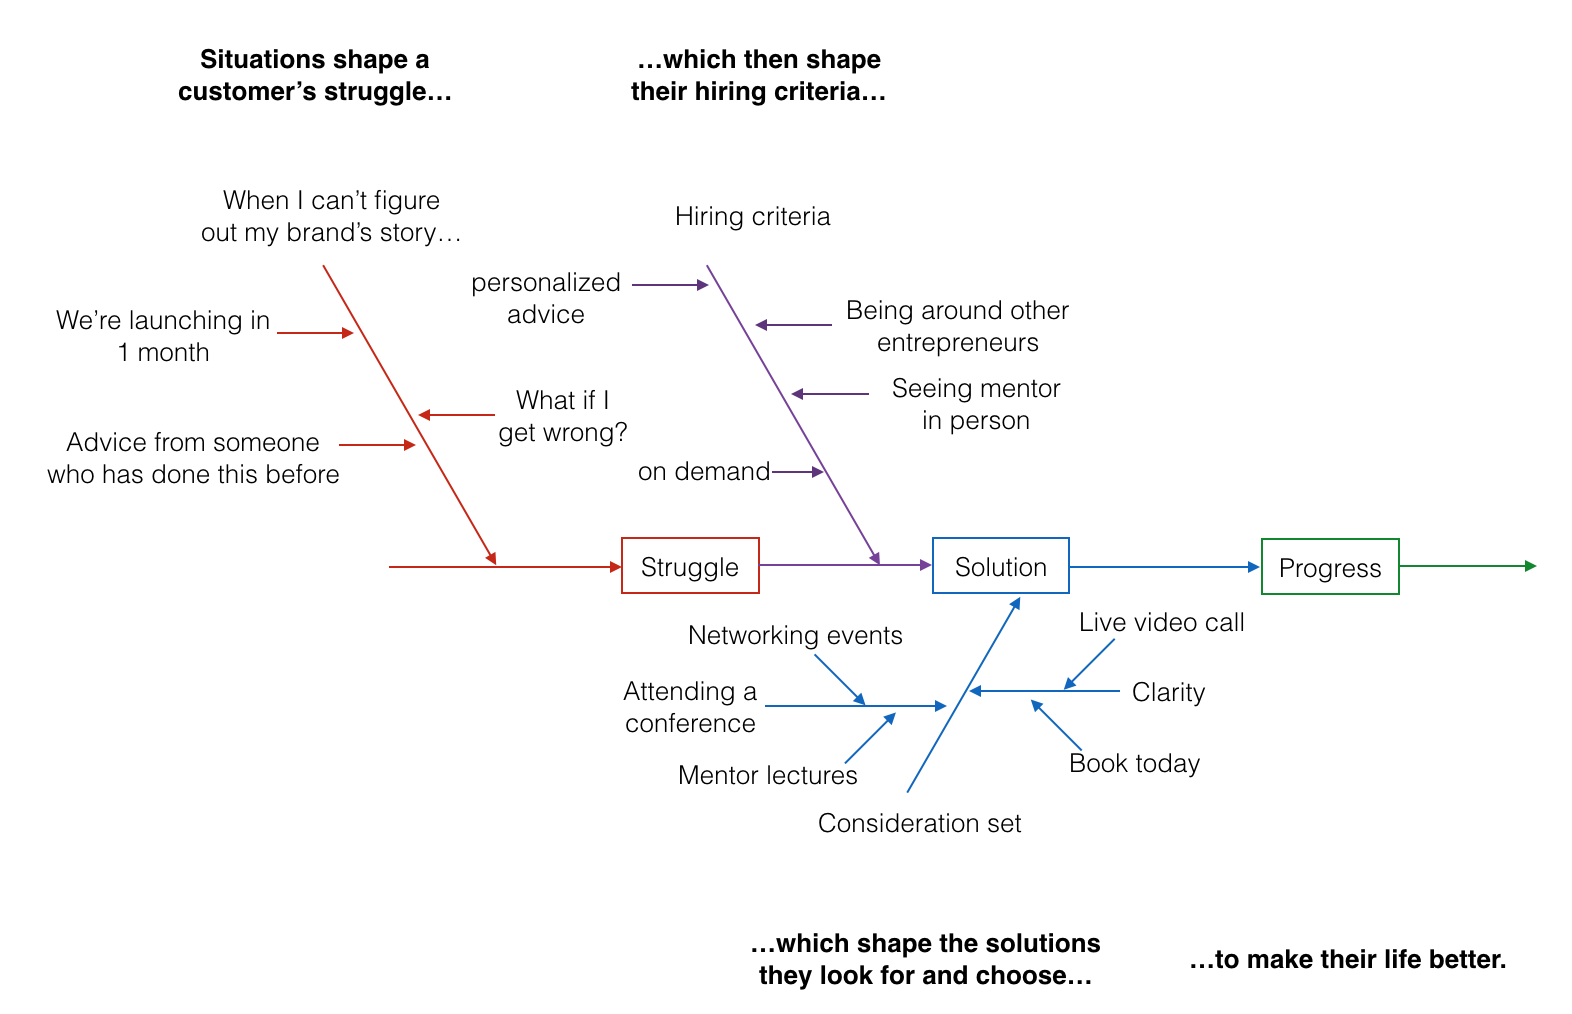 Situations shape a
customer’s struggle…
…which then shape
their hiring criteria…
When I can’t figure
out my brand’s story…
Hiring criteria
personalized
advice
We’re launching in
1 month
Being around other
entrepreneurs
What if I
get wrong?
Seeing mentor
in person
Advice from someone
who has done this before
on demand
Struggle
Solution
Progress
Networking events
Live video call
Attending a
conference
Clarity
Mentor lectures
Book today
Consideration set
…which shape the solutions
they look for and choose…
…to make their life better.